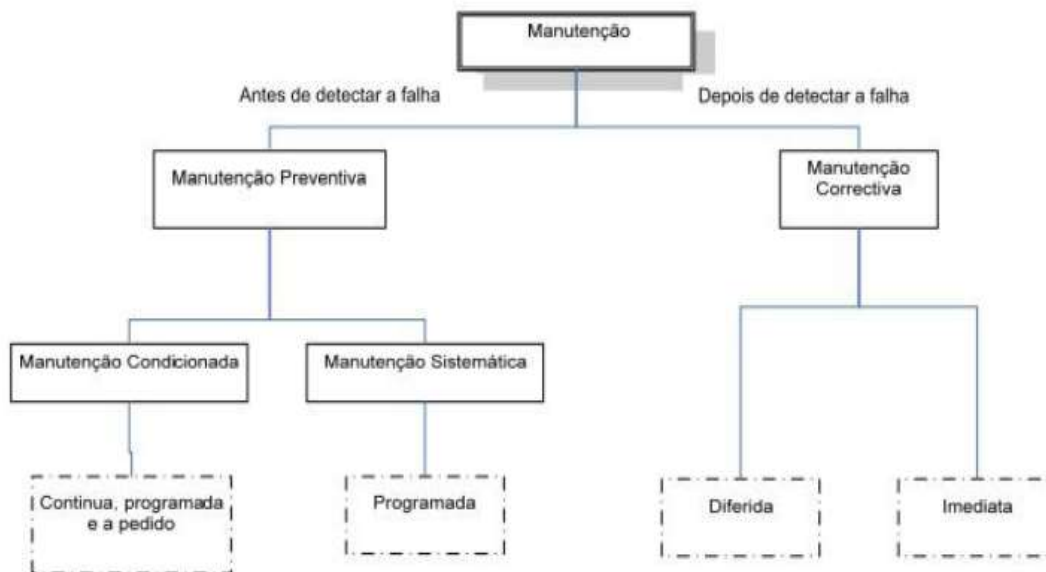 Manutenção
Antes de detectar a falha
Depois de detectar a falha
Manutenção Preventiva
Manutenção
Correctiva
Manutenção Condicionada
Manutenção Sistemática
Continua, programada
e a pedido
Programada
Diferida
Imediata